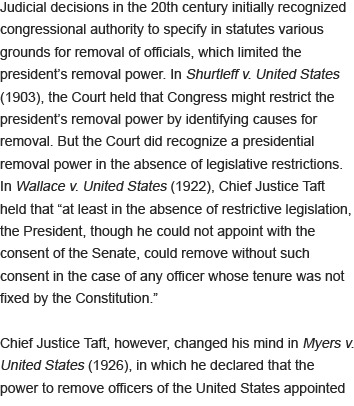 Judicial decisions in the 20th century initially recognized
congressional authority to specify in statutes various
grounds for removal of officials, which limited the
president’s removal power. In Shurtleff v. United States
(1903), the Court held that Congress might restrict the
president’s removal power by identifying causes for
removal. But the Court did recognize a presidential
removal power in the absence of legislative restrictions.
In Wallace v. United States (1922), Chief Justice Taft
held that “at least in the absence of restrictive legislation,
the President, though he could not appoint with the
consent of the Senate, could remove without such
consent in the case of any officer whose tenure was not
fixed by the Constitution.”
Chief Justice Taft, however, changed his mind in Myers v.
United States (1926), in which he declared that the
power to remove officers of the United States appointed